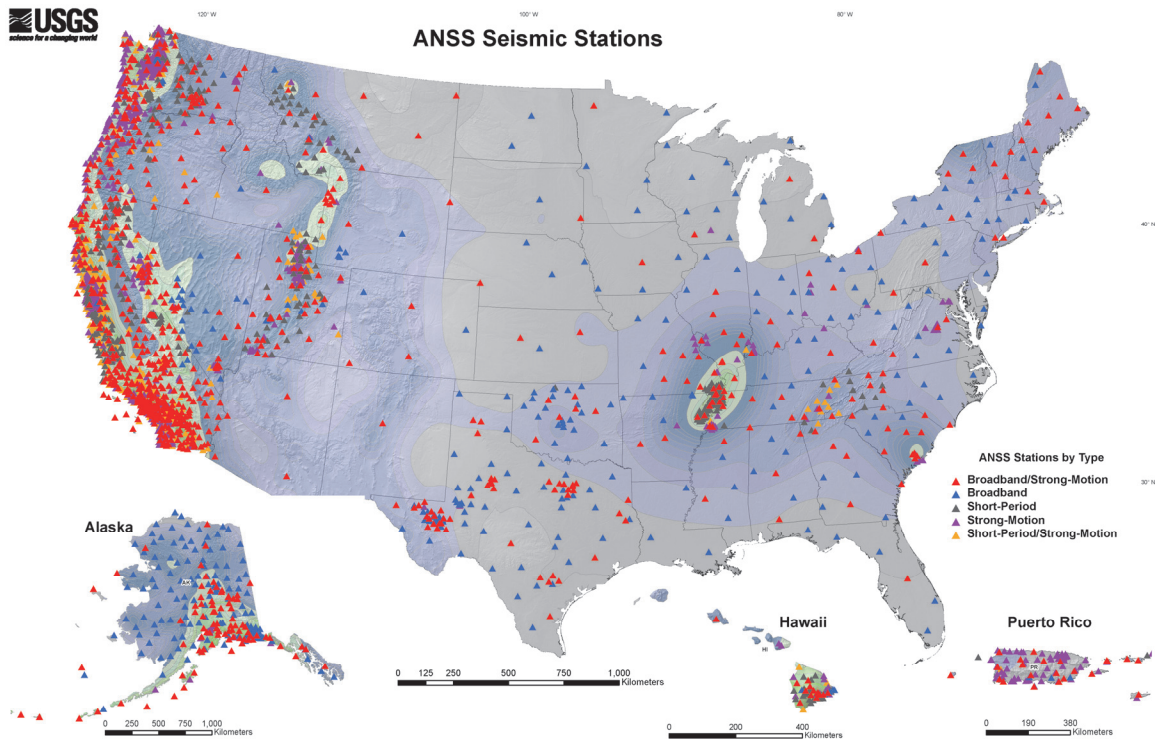 USGS
science for a changing world
120° W
100° W
80° W
ANSS Seismic Stations
40° N
30° N
ANSS Stations by Type
Broadband/Strong-Motion
Broadband
Short-Period
Strong-Motion
Short-Period/Strong-Motion
Alaska
AK
0 250 500 750 1,000
Kilometers
0 125 250 500 750 1,000
Kilometers
Hawaii
HI
0 200 400
Kilometers
Puerto Rico
PR
0 190 380
Kilometers